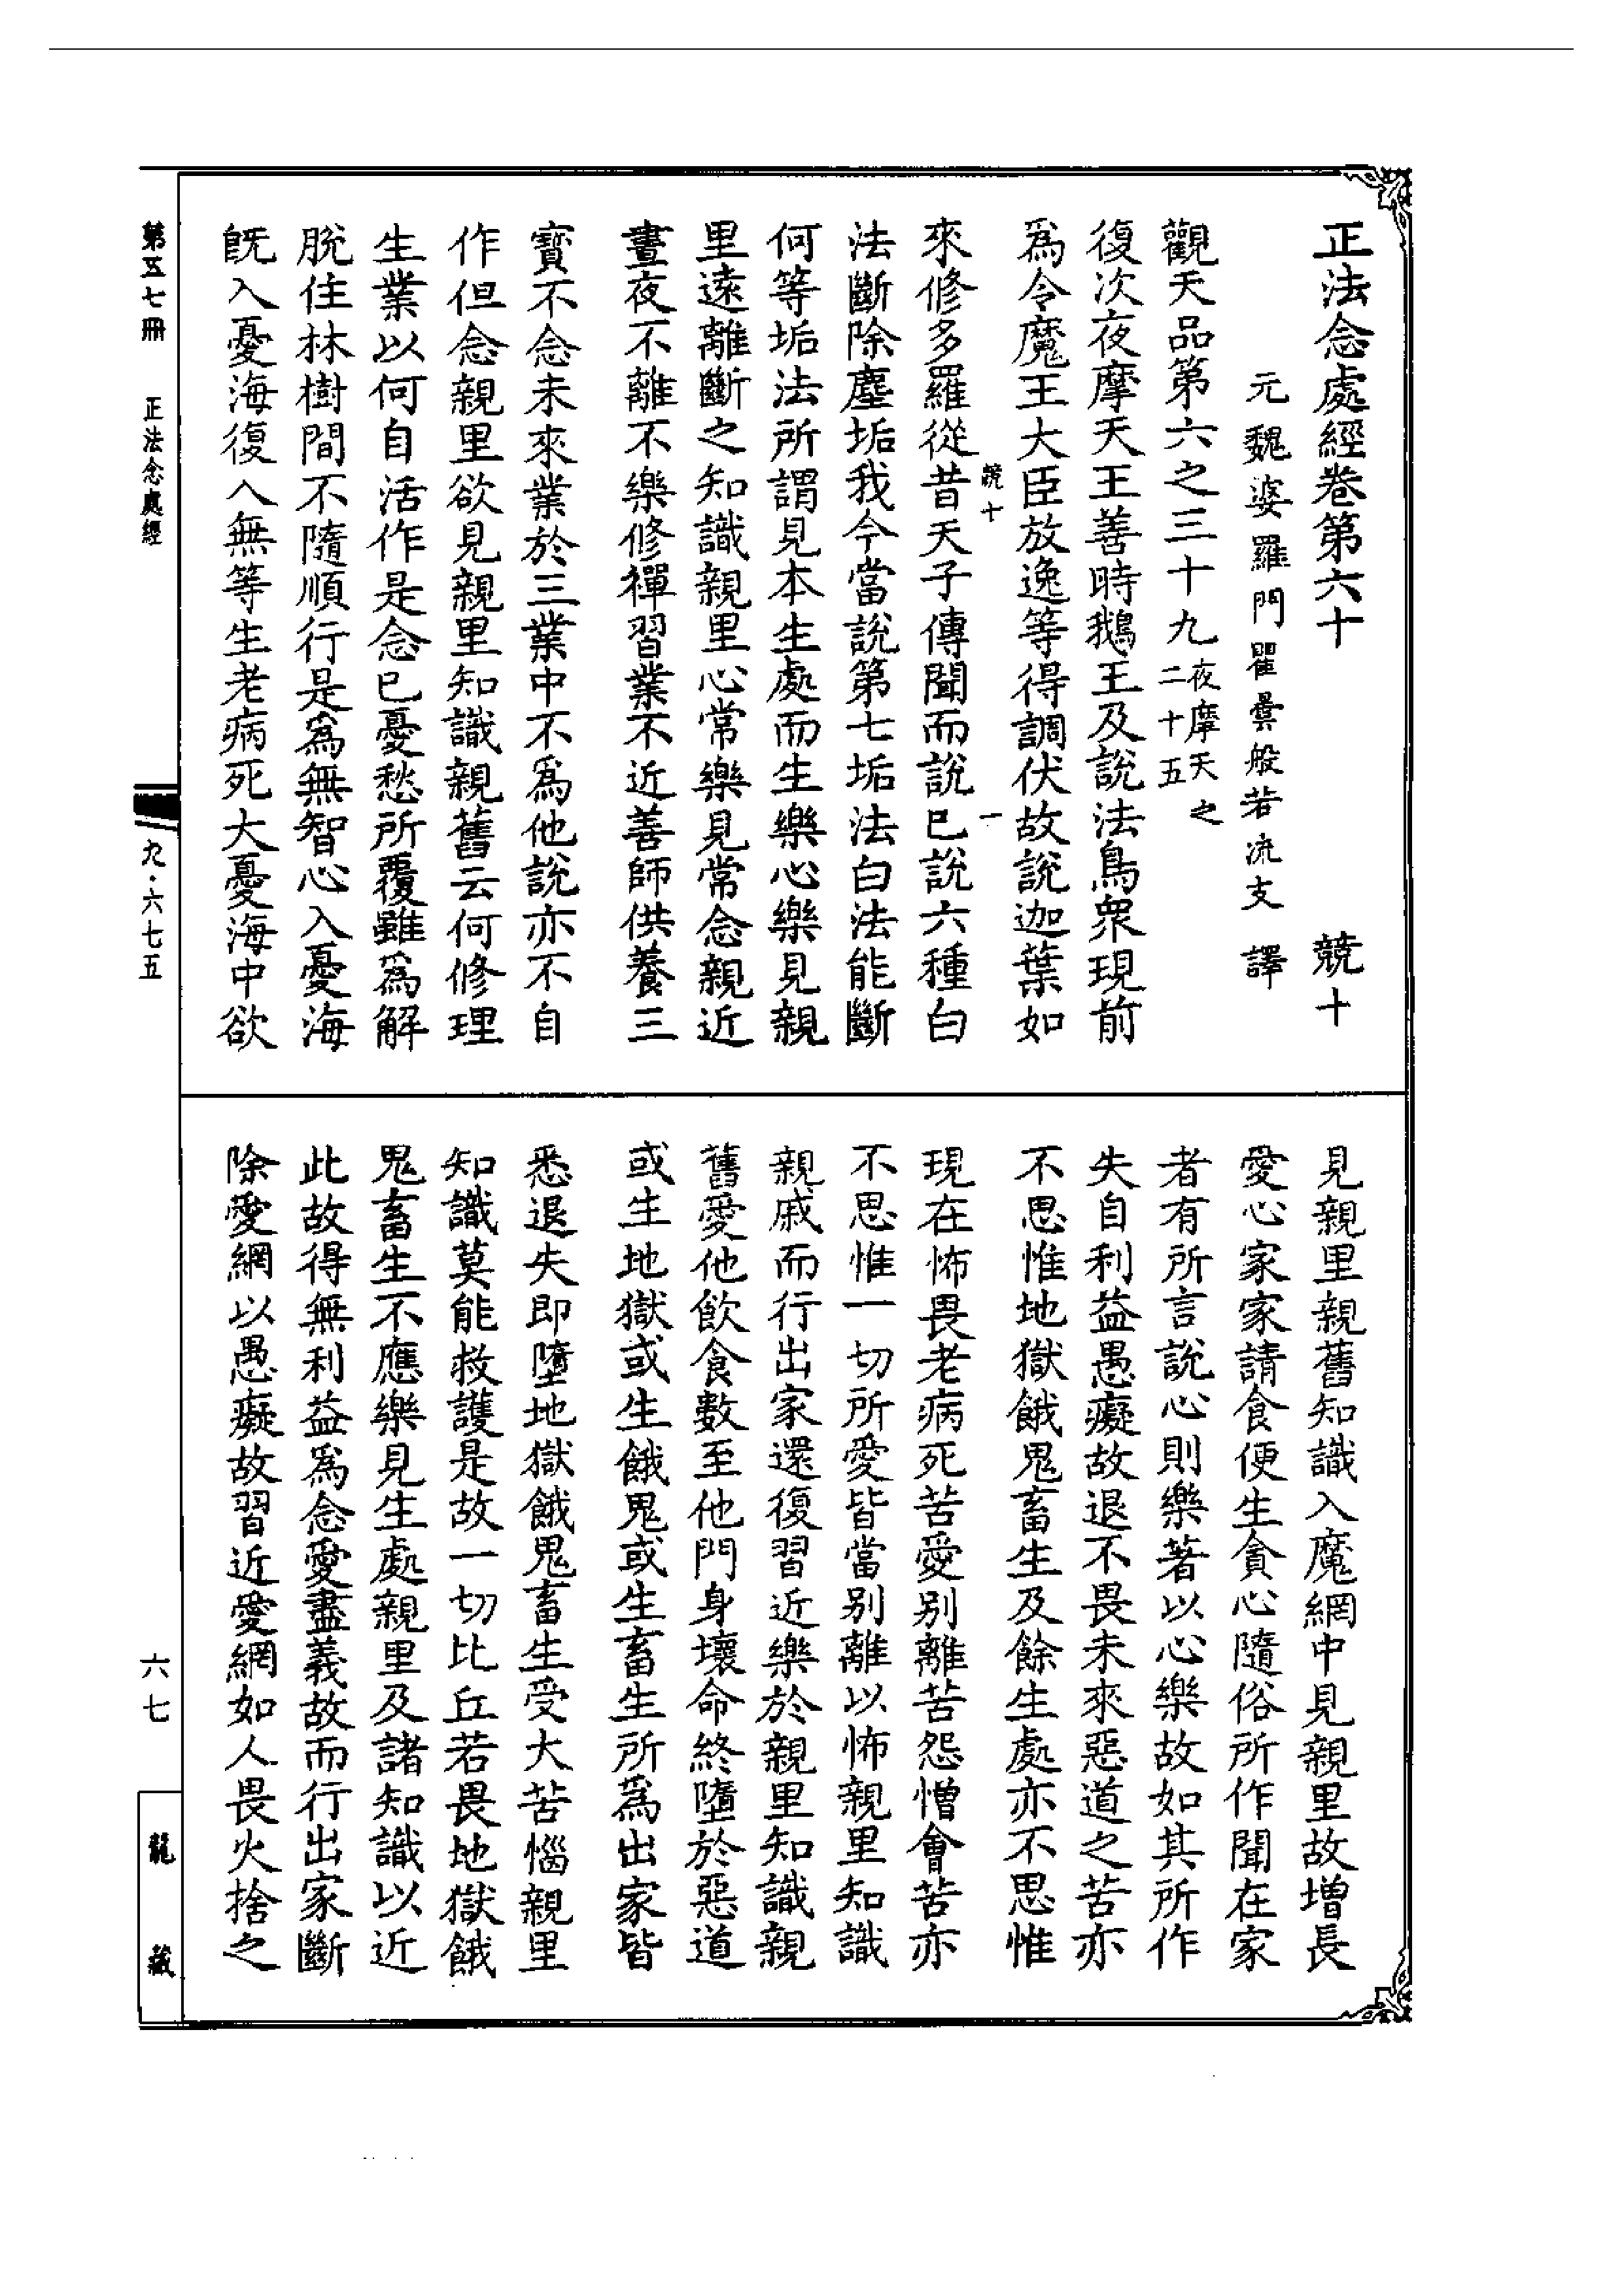 正法念處經卷第六十　競十
元魏婆羅門瞿曇般若流支　譯
觀天品第六之三十九夜摩天之二十五
復次夜摩天王善時鵝王及說法鳥衆現前
爲令魔王大臣放逸等得調伏故說迦葉如
競十　一
來修多羅從昔天子傳聞而說已說六種白
法斷除塵垢我今當說第七垢法白法能斷
何等垢法所謂見本生處而生樂心樂見親
里遠離斷之知識親里心常樂見常念親近
晝夜不離不樂修禪習業不近善師供養三
寶不念未來業於三業中不爲他說亦不自
作但念親里欲見親里知識親舊云何修理
生業以何自活作是念已憂愁所覆雖爲解
脫住林樹間不隨順行是爲無智心入憂海
旣入憂海復入無等生老病死大憂海中欲
見親里親舊知識入魔網中見親里故增長
愛心家家請食便生貪心隨俗所作聞在家
者有所言說心則樂著以心樂故如其所作
失自利益愚癡故退不畏未來惡道之苦亦
不思惟地獄餓鬼畜生及餘生處亦不思惟
現在怖畏老病死苦愛別離苦怨憎會苦亦
不思惟一切所愛皆當別離以怖親里知識
親戚而行出家還復習近樂於親里知識親
舊愛他飲食數至他門身壞命終墮於惡道
或生地獄或生餓鬼或生畜生所爲出家皆
悉退失即墮地獄餓鬼畜生受大苦惱親里
知識莫能救護是故一切比丘若畏地獄餓
鬼畜生不應樂見生處親里及諸知識以近
此故得無利益爲念愛盡義故而行出家斷
除愛網以愚癡故習近愛網如人畏火捨之
第五七冊　正法念處經　九·六七五　六七　龍藏